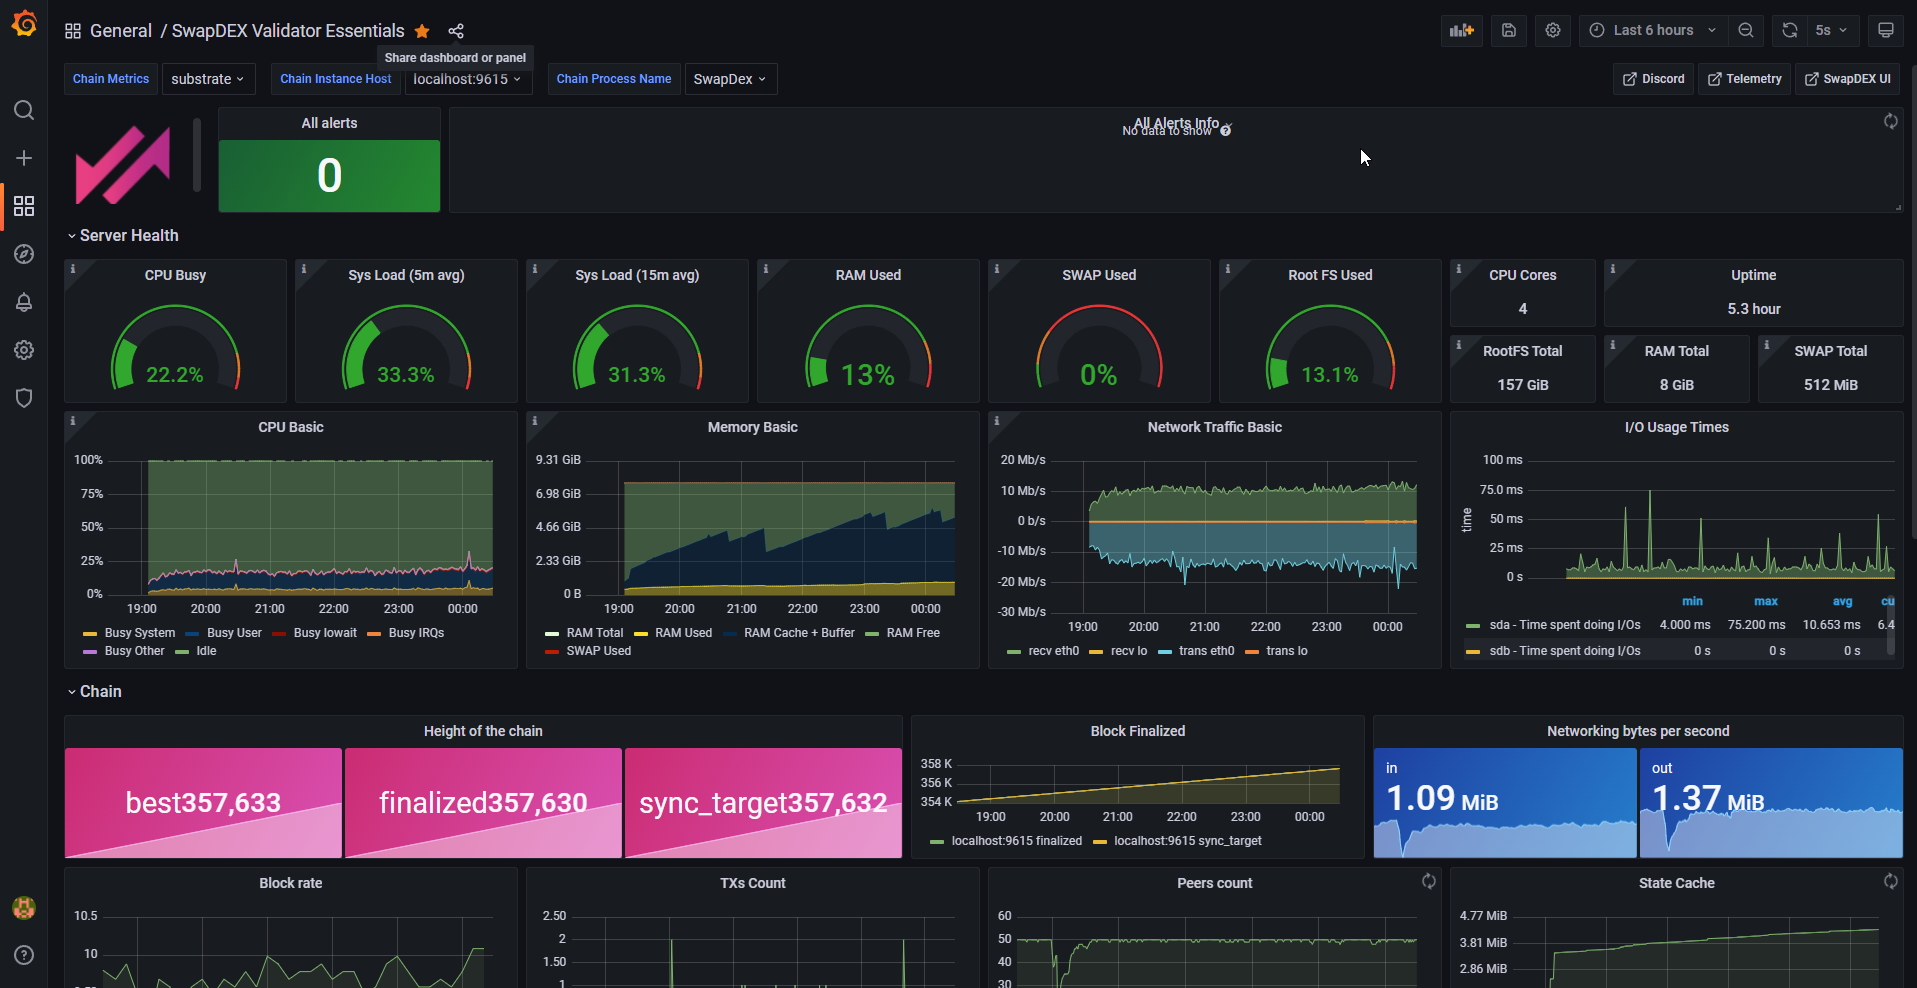 General / SwapDEX Validator Essentials
Last 6 hours
5s
Share dashboard or panel
Chain Metrics
substrate
Chain Instance Host
localhost:9615
Chain Process Name
SwapDex
Discord
Telemetry
SwapDEX UI
All alerts
0
All Alerts Info
No data to show
Server Health
CPU Busy
22.2%
Sys Load (5m avg)
33.3%
Sys Load (15m avg)
31.3%
RAM Used
13%
SWAP Used
0%
Root FS Used
13.1%
CPU Cores
4
Uptime
5.3 hour
RootFS Total
157 GiB
RAM Total
8 GiB
SWAP Total
512 MiB
CPU Basic
100%
75%
50%
25%
0%
19:00 20:00 21:00 22:00 23:00 00:00
Busy System Busy User Busy Iowait Busy IRQs
Busy Other Idle
Memory Basic
9.31 GiB
6.98 GiB
4.66 GiB
2.33 GiB
0 B
19:00 20:00 21:00 22:00 23:00 00:00
RAM Total RAM Used RAM Cache + Buffer RAM Free
SWAP Used
Network Traffic Basic
20 Mb/s
10 Mb/s
0 b/s
-10 Mb/s
-20 Mb/s
-30 Mb/s
19:00 20:00 21:00 22:00 23:00 00:00
recv eth0 recv lo trans eth0 trans lo
I/O Usage Times
time
100 ms
75.0 ms
50 ms
25 ms
0 s
min max avg cu
sda - Time spent doing I/Os 4.000 ms 75.200 ms 10.653 ms 6.4
sdb - Time spent doing I/Os 0 s 0 s 0 s
Chain
Height of the chain
best357,633
finalized357,630
sync_target357,632
Block Finalized
358 K
356 K
354 K
19:00 20:00 21:00 22:00 23:00 00:00
localhost:9615 finalized localhost:9615 sync_target
Networking bytes per second
in
1.09 MiB
out
1.37 MiB
Block rate
10.5
10
TXs Count
2.50
2
1.50
1
Peers count
60
50
40
30
State Cache
4.77 MiB
3.81 MiB
2.86 MiB